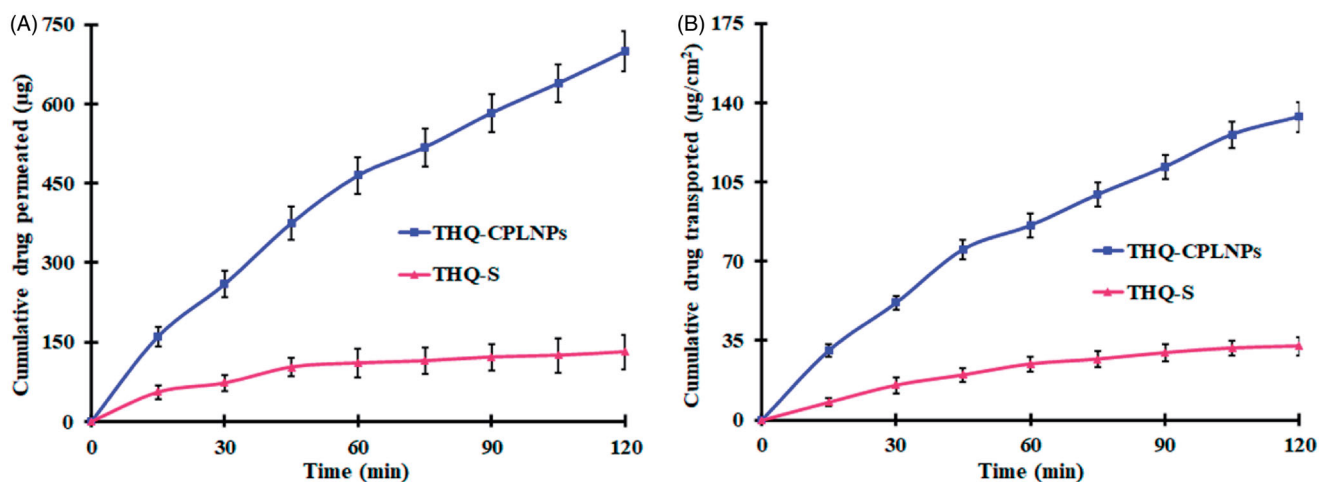 (A)
Cumulative drug permeated (µg)
750
600
450
300
150
0
THQ-CPLNPs
THQ-S
0 30 60 90 120
Time (min)
(B)
Cumulative drug transported (µg/cm²)
175
140
105
70
35
0
THQ-CPLNPs
THQ-S
0 30 60 90 120
Time (min)